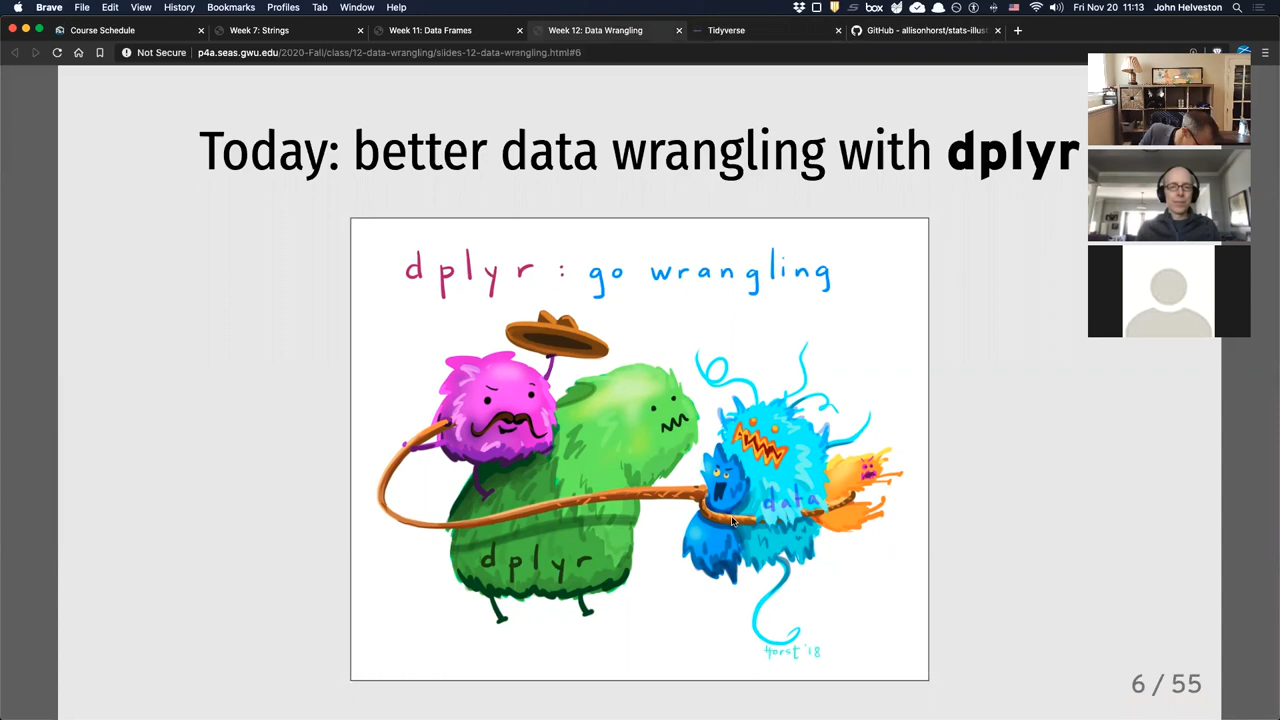 Brave File Edit View History Bookmarks Profiles Tab Window Help box Fri Nov 20 11:13 John Helveston
Course Schedule Week 7: Strings × Week 11: Data Frames × Week 12: Data Wrangling × Tidyverse × GitHub - allisonhorst/stats-illust × +
Not Secure p4a.seas.gwu.edu/2020-Fall/class/12-data-wrangling/slides-12-data-wrangling.html#6
Today: better data wrangling with dplyr
dplyr: go wrangling
data
dplyr
Horst '18
6 / 55